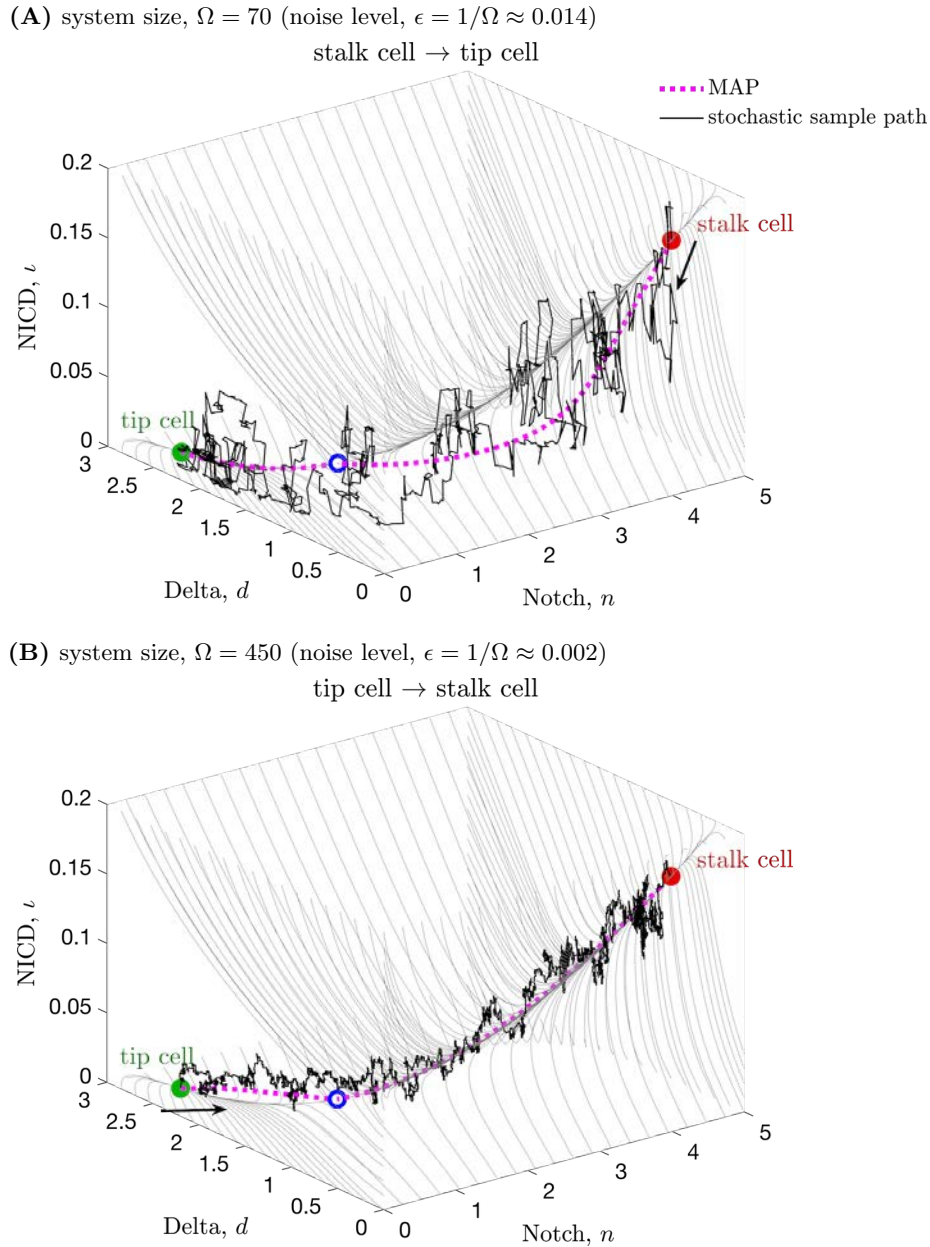 (A) system size, Ω = 70 (noise level, ϵ = 1/Ω ≈ 0.014)
stalk cell → tip cell
MAP
stochastic sample path
0.2
0.15
0.1
0.05
0
NICD, ι
stalk cell
tip cell
3
2.5
2
1.5
1
0.5
0
Delta, d
0
1
2
3
4
5
Notch, n
(B) system size, Ω = 450 (noise level, ϵ = 1/Ω ≈ 0.002)
tip cell → stalk cell
0.2
0.15
0.1
0.05
0
NICD, ι
stalk cell
tip cell
3
2.5
2
1.5
1
0.5
0
Delta, d
0
1
2
3
4
5
Notch, n